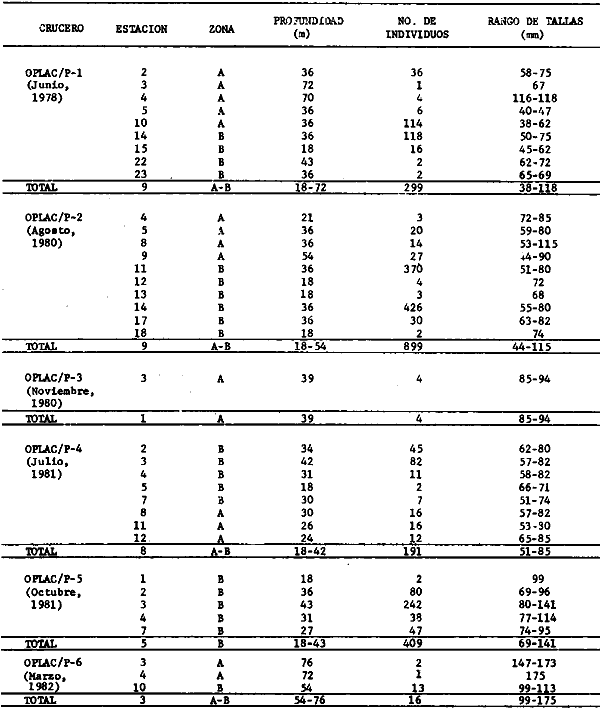 CRUCERO ESTACION ZONA PROFUNDIDAD (m) NO. DE INDIVIDUOS RANGO DE TALLAS (mm)
OPLAC/P-1 2 A 36 36 58-75
(Junio, 3 A 72 1 67
1978) 4 A 70 4 116-118
5 A 36 6 40-47
10 A 36 114 38-62
14 B 36 118 50-75
15 B 18 16 45-62
22 B 43 2 62-72
23 B 36 2 65-69
TOTAL 9 A-B 18-72 299 38-118
OPLAC/P-2 4 A 21 3 72-85
(Agosto, 5 A 36 20 59-80
1980) 8 A 36 14 53-115
9 A 54 27 44-90
11 B 36 370 51-80
12 B 18 4 72
13 B 18 3 68
14 B 36 426 55-80
17 B 36 30 63-82
18 B 18 2 74
TOTAL 9 A-B 18-54 899 44-115
OPLAC/P-3 3 A 39 4 85-94
(Noviembre,
1980)
TOTAL 1 A 39 4 85-94
OPLAC/P-4 2 B 34 45 62-80
(Julio, 3 B 42 82 57-82
1981) 4 B 31 11 58-82
5 B 18 2 66-71
7 B 30 7 51-74
8 A 30 16 57-82
11 A 26 16 53-30
12 A 24 12 65-85
TOTAL 8 A-B 18-42 191 51-85
OPLAC/P-5 1 B 18 2 99
(Octubre, 2 B 36 80 69-96
1981) 3 B 43 242 80-141
4 B 31 38 77-114
7 B 27 47 74-95
TOTAL 5 B 18-43 409 69-141
OPLAC/P-6 3 A 76 2 147-173
(Marzo, 4 A 72 1 175
1982) 10 B 54 13 99-113
TOTAL 3 A-B 54-76 16 99-175